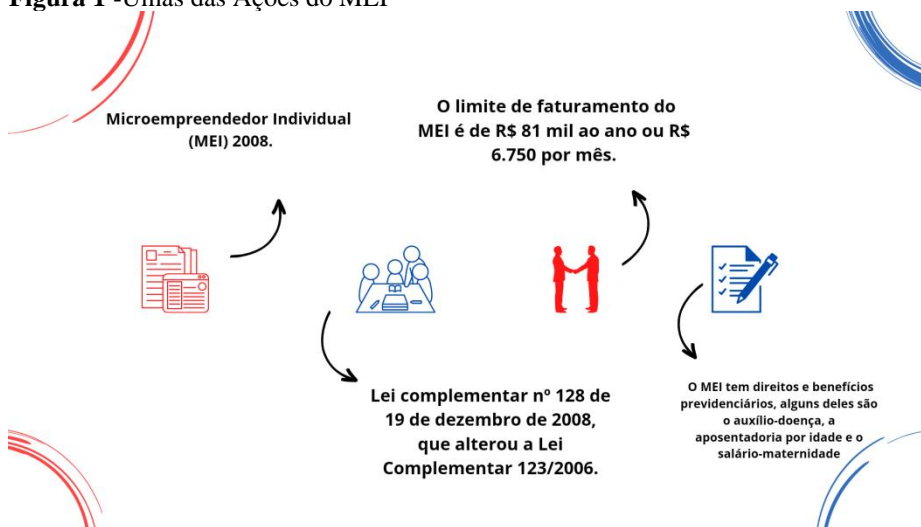 Figura 1 -Umas das Ações do MEI
Microempreendedor Individual
(MEI) 2008.
O limite de faturamento do
MEI é de R$ 81 mil ao ano ou R$
6.750 por mês.
Lei complementar nº 128 de
19 de dezembro de 2008,
que alterou a Lei
Complementar 123/2006.
O MEI tem direitos e benefícios
previdenciários, alguns deles são
o auxílio-doença, a
aposentadoria por idade e o
salário-maternidade